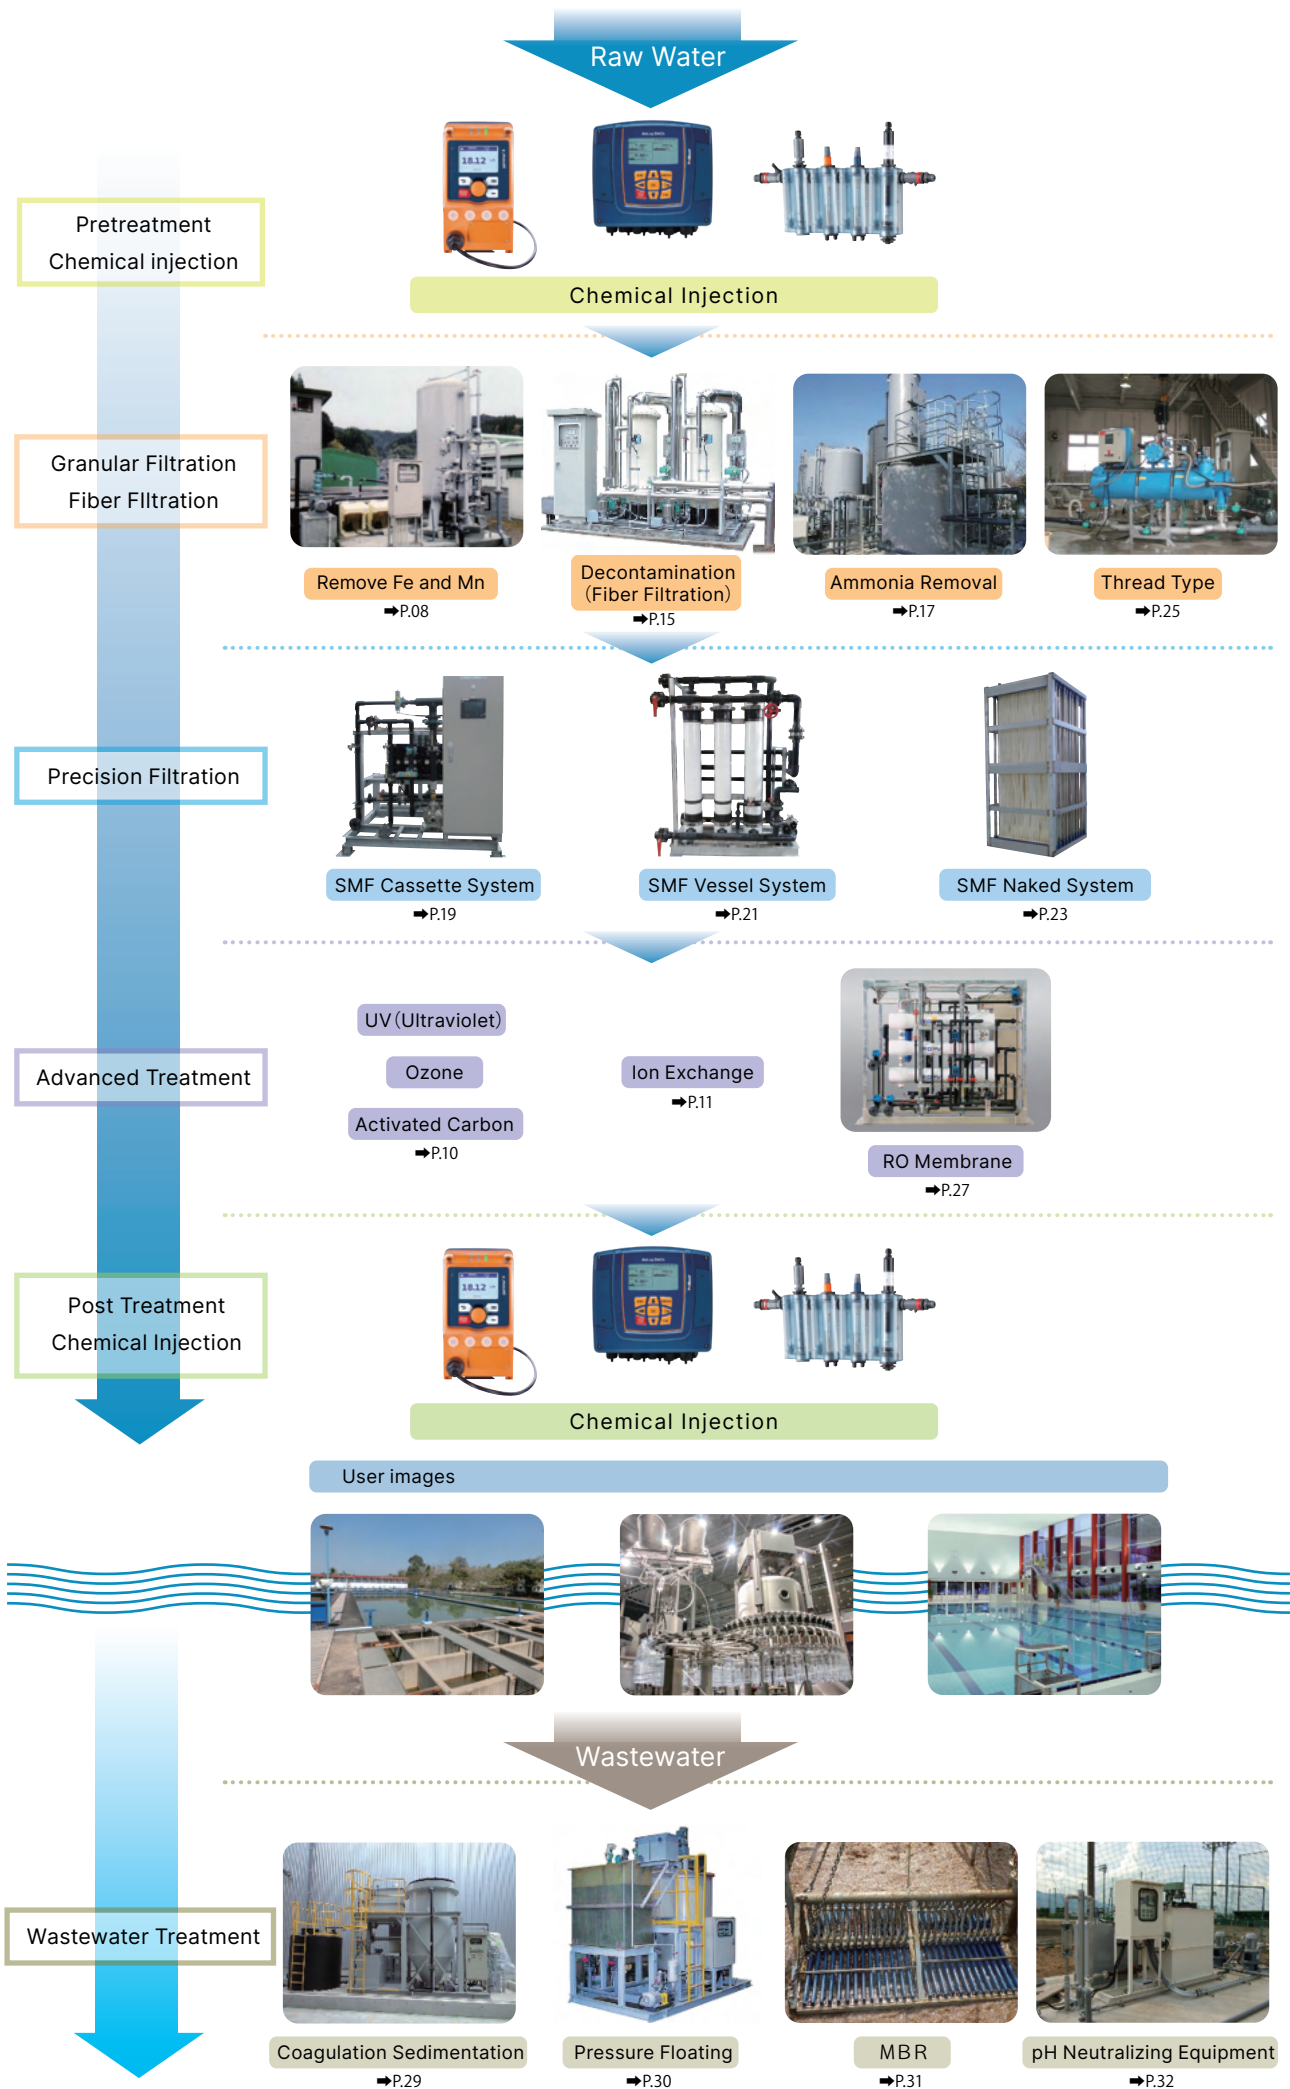 Raw Water
18.12
Pretreatment
Chemical injection
Chemical Injection
Granular Filtration
Fiber FIltration
Remove Fe and Mn
➡P.08
Decontamination
(Fiber Filtration)
➡P.15
Ammonia Removal
➡P.17
Thread Type
➡P.25
Precision Filtration
SMF Cassette System
➡P.19
SMF Vessel System
➡P.21
SMF Naked System
➡P.23
Advanced Treatment
UV(Ultraviolet)
Ozone
Activated Carbon
➡P.10
Ion Exchange
➡P.11
RO Membrane
➡P.27
18.12
Post Treatment
Chemical Injection
Chemical Injection
User images
Wastewater
Wastewater Treatment
Coagulation Sedimentation
➡P.29
Pressure Floating
➡P.30
MBR
➡P.31
pH Neutralizing Equipment
➡P.32